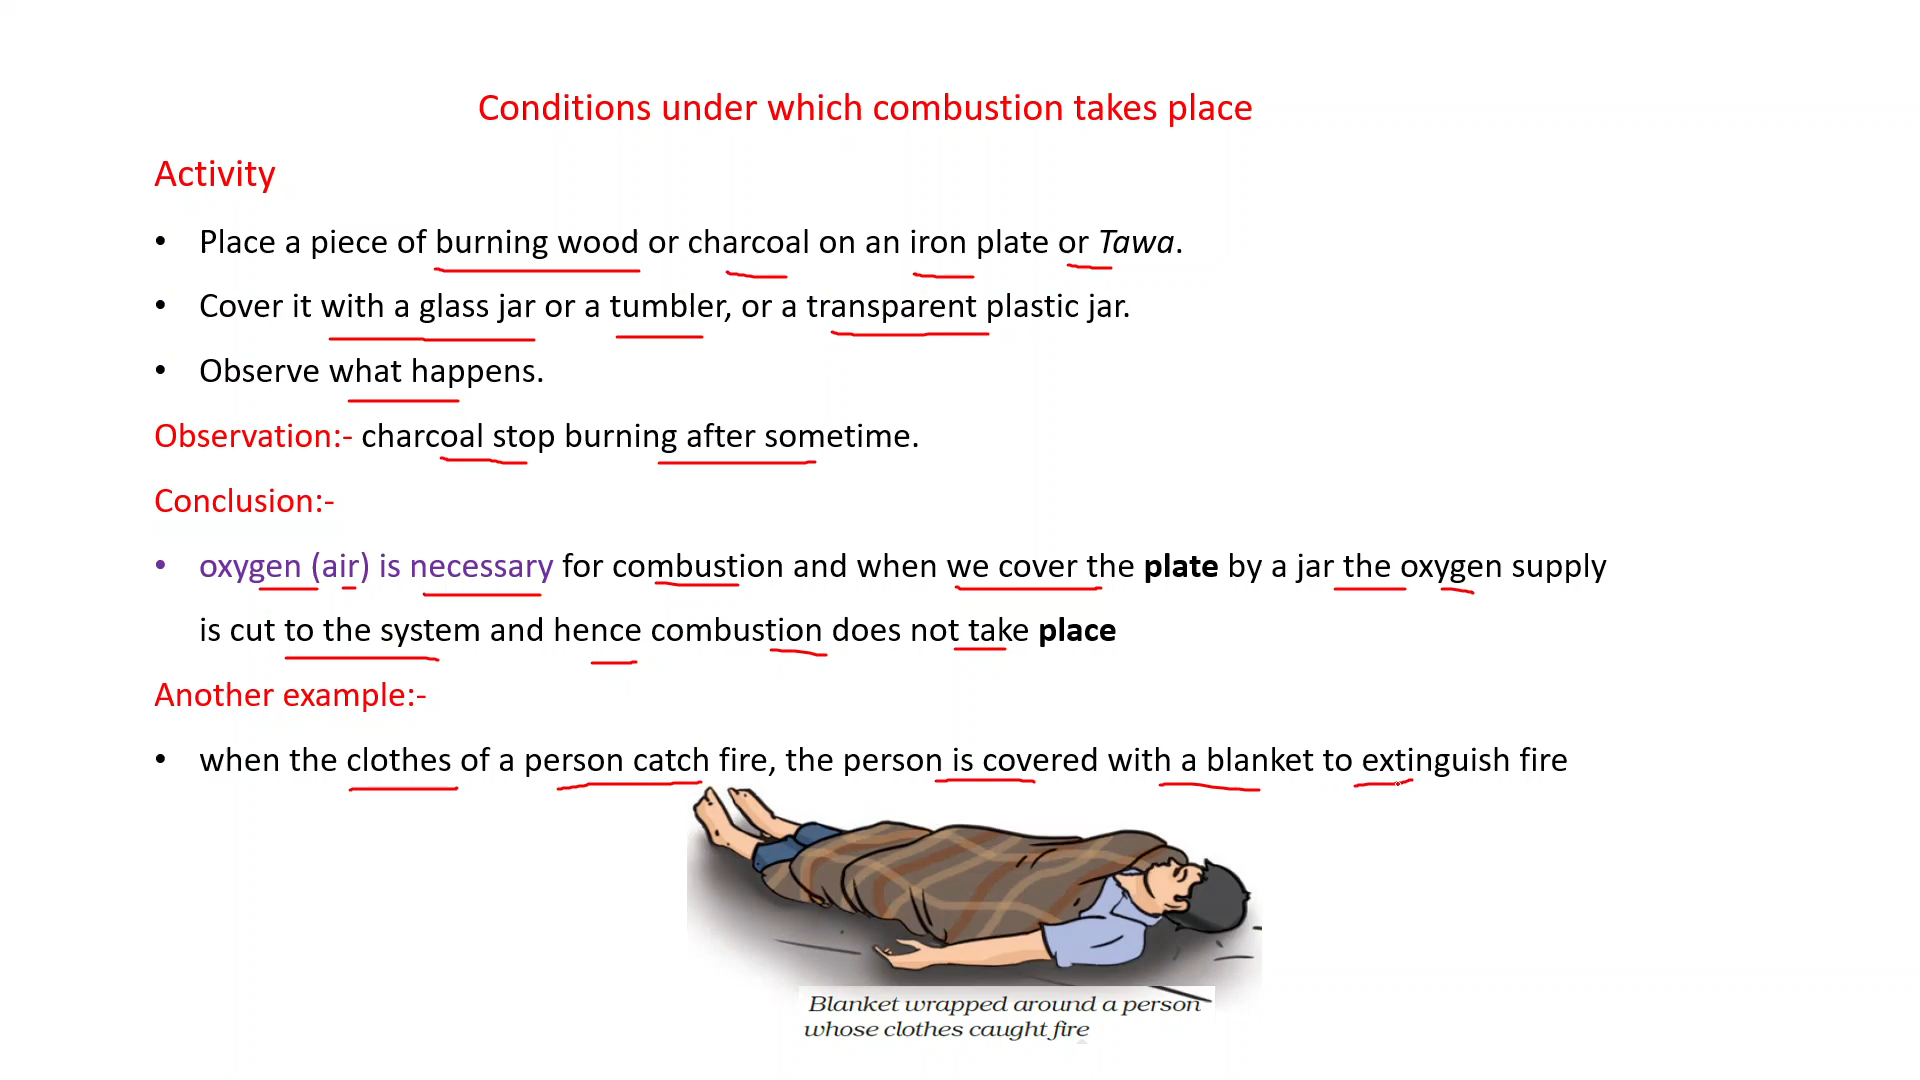 Conditions under which combustion takes place
Activity
• Place a piece of burning wood or charcoal on an iron plate or Tawa.
• Cover it with a glass jar or a tumbler, or a transparent plastic jar.
• Observe what happens.
Observation:- charcoal stop burning after sometime.
Conclusion:-
• oxygen (air) is necessary for combustion and when we cover the plate by a jar the oxygen supply
is cut to the system and hence combustion does not take place
Another example:-
• when the clothes of a person catch fire, the person is covered with a blanket to extinguish fire
Blanket wrapped around a person
whose clothes caught fire